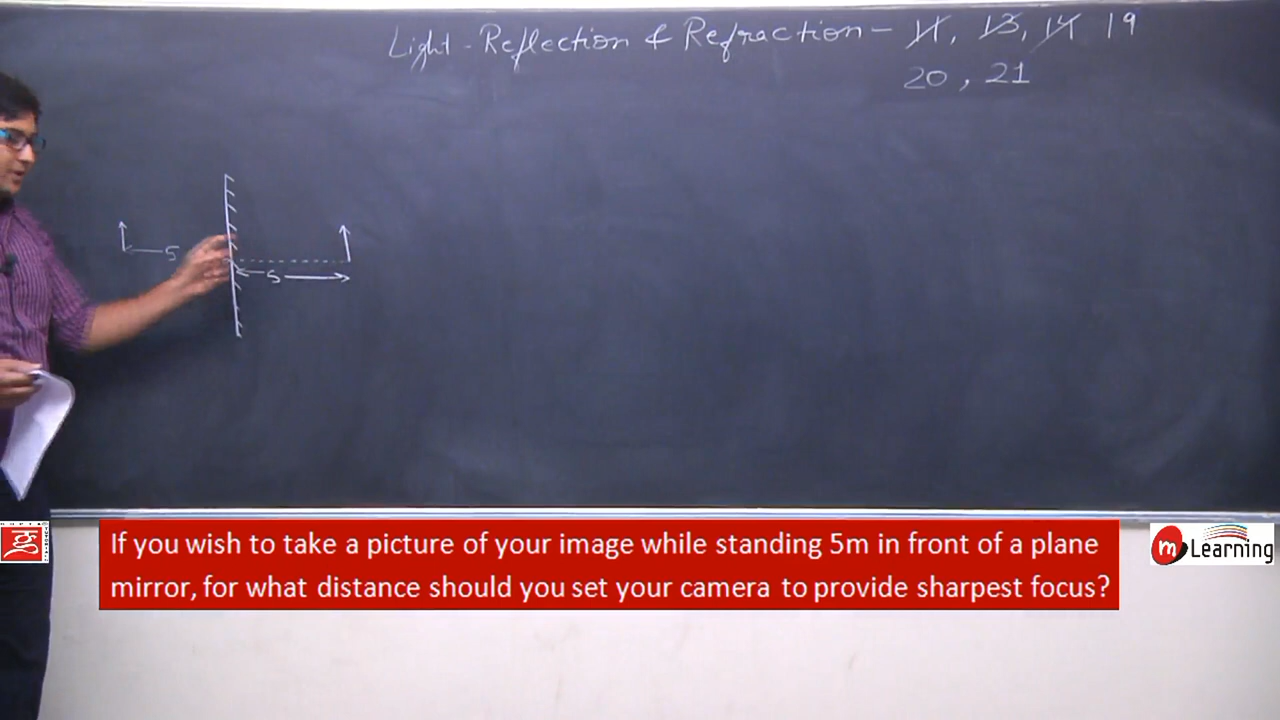 Light - Reflection & Refraction - 11, 13, 14 19
20, 21
5
5
If you wish to take a picture of your image while standing 5m in front of a plane
mirror, for what distance should you set your camera to provide sharpest focus?
m Learning